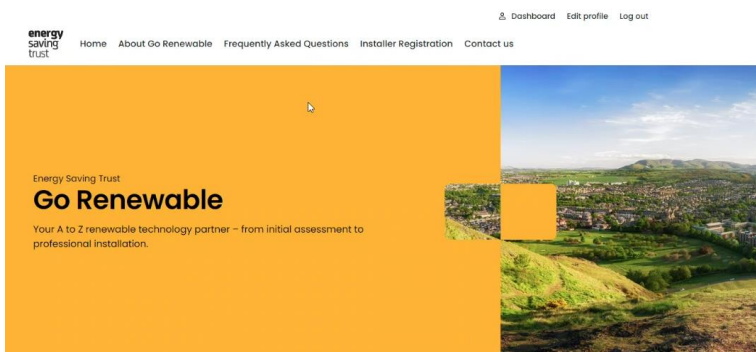 Dashboard Edit profile Log out
energy
saving
trust
Home About Go Renewable Frequently Asked Questions Installer Registration Contact us
Energy Saving Trust
Go Renewable
Your A to Z renewable technology partner – from initial assessment to
professional installation.